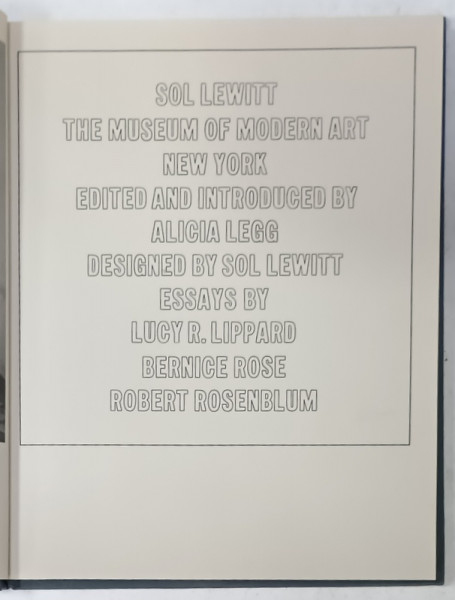 SOL LEWITT
THE MUSEUM OF MODERN ART
NEW YORK
EDITED AND INTRODUCED BY
ALICIA LEGG
DESIGNED BY SOL LEWITT
ESSAYS BY
LUCY R. LIPPARD
BERNICE ROSE
ROBERT ROSENBLUM